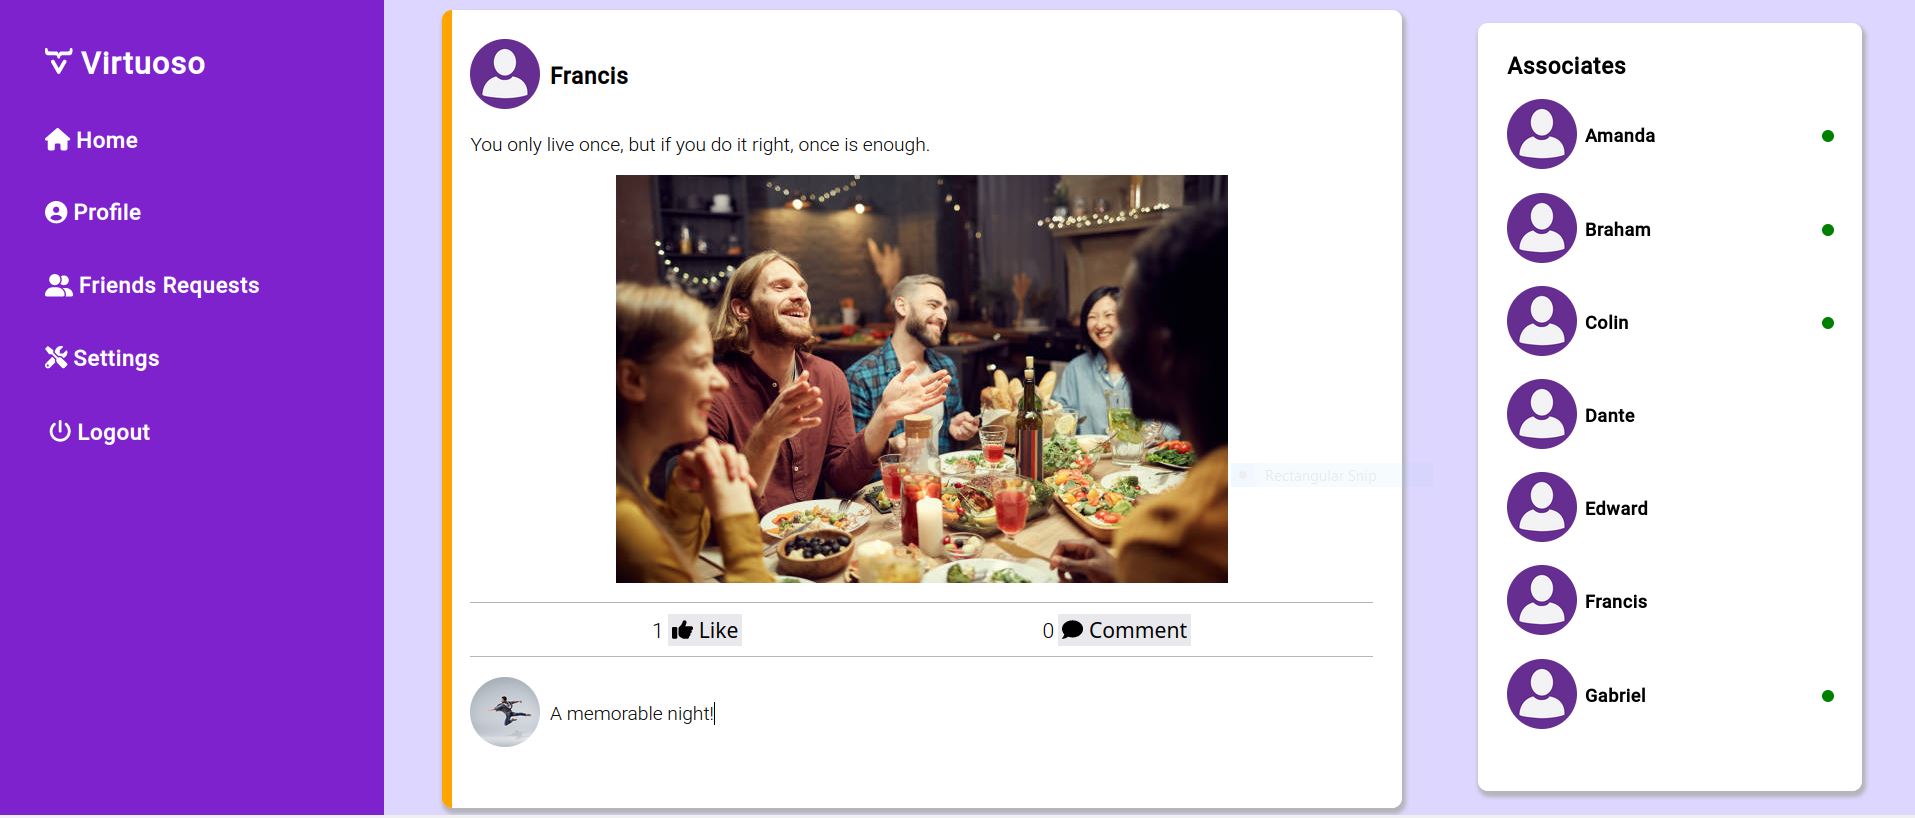 Virtuoso
Home
Profile
Friends Requests
Settings
Logout
Francis
You only live once, but if you do it right, once is enough.
1 Like
0 Comment
A memorable night!
Rectangular Snip
Associates
Amanda
Braham
Colin
Dante
Edward
Francis
Gabriel